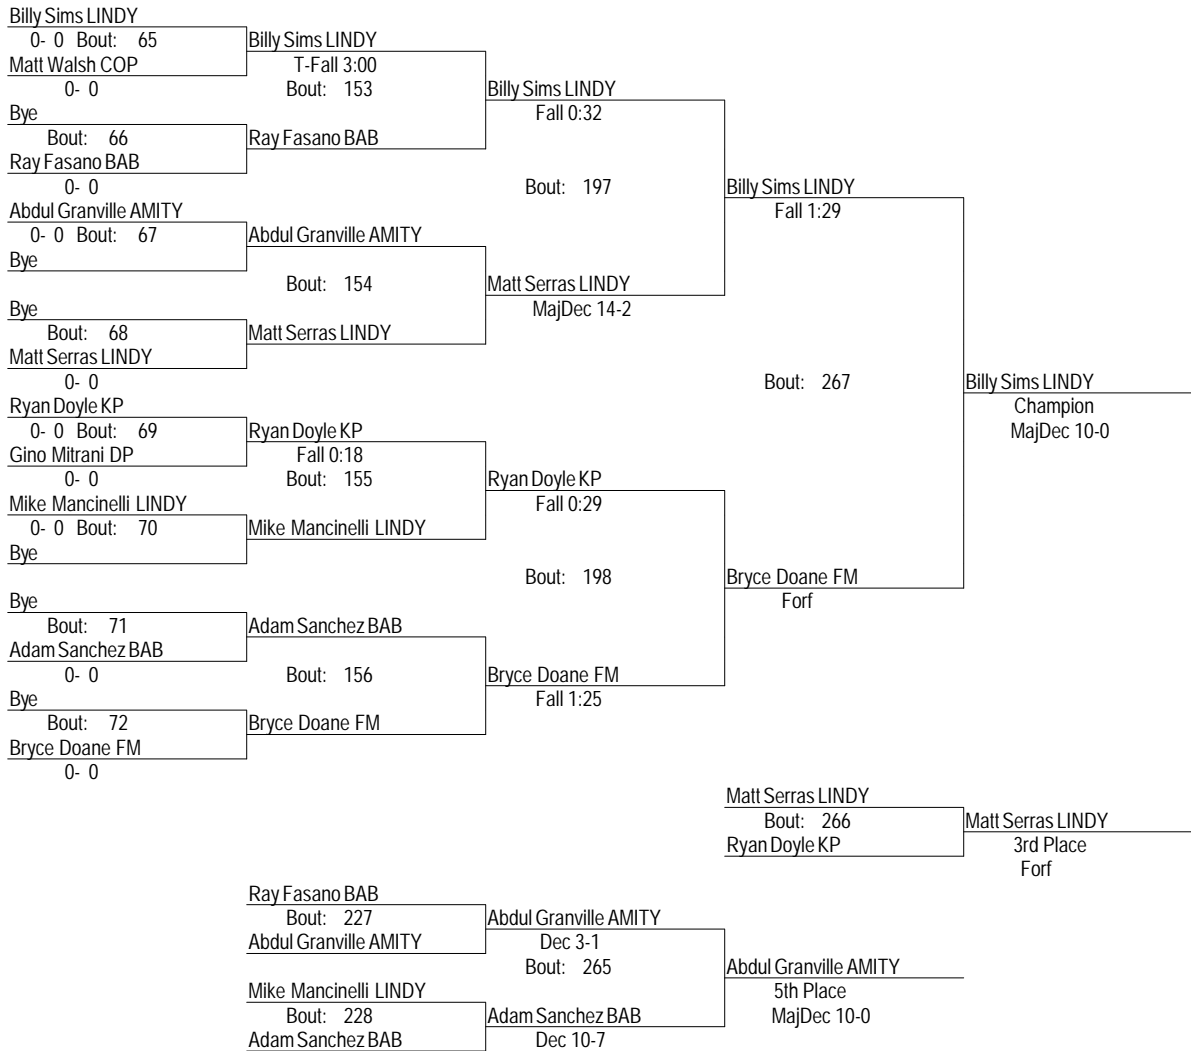 Billy Sims LINDY
0- 0 Bout: 65
Matt Walsh COP
0- 0
Bye
Bout: 66
Ray Fasano BAB
0- 0
Abdul Granville AMITY
0- 0 Bout: 67
Bye
Bye
Bout: 68
Matt Serras LINDY
0- 0
Ryan Doyle KP
0- 0 Bout: 69
Gino Mitrani DP
0- 0
Mike Mancinelli LINDY
0- 0 Bout: 70
Bye
Bye
Bout: 71
Adam Sanchez BAB
0- 0
Bye
Bout: 72
Bryce Doane FM
0- 0
Billy Sims LINDY
T-Fall 3:00
Bout: 153
Ray Fasano BAB
Abdul Granville AMITY
Bout: 154
Matt Serras LINDY
Ryan Doyle KP
Fall 0:18
Bout: 155
Mike Mancinelli LINDY
Adam Sanchez BAB
Bout: 156
Bryce Doane FM
Billy Sims LINDY
Fall 0:32
Bout: 197
Matt Serras LINDY
MajDec 14-2
Ryan Doyle KP
Fall 0:29
Bout: 198
Bryce Doane FM
Fall 1:25
Billy Sims LINDY
Fall 1:29
Bout: 267
Bryce Doane FM
Forf
Billy Sims LINDY
Champion
MajDec 10-0
Matt Serras LINDY
Bout: 266
Ryan Doyle KP
Matt Serras LINDY
3rd Place
Forf
Ray Fasano BAB
Bout: 227
Abdul Granville AMITY
Mike Mancinelli LINDY
Bout: 228
Adam Sanchez BAB
Abdul Granville AMITY
Dec 3-1
Bout: 265
Adam Sanchez BAB
Dec 10-7
Abdul Granville AMITY
5th Place
MajDec 10-0